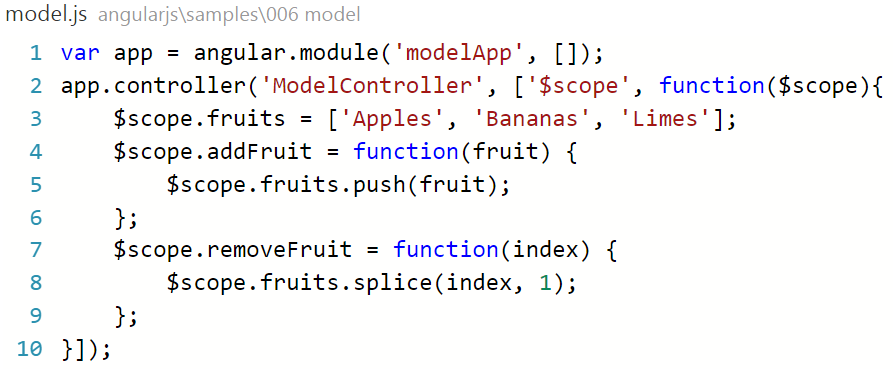 model.js angularjs\samples\006 model
1 var app = angular.module('modelApp', []);
2 app.controller('ModelController', ['$scope', function($scope){
3     $scope.fruits = ['Apples', 'Bananas', 'Limes'];
4     $scope.addFruit = function(fruit) {
5         $scope.fruits.push(fruit);
6     };
7     $scope.removeFruit = function(index) {
8         $scope.fruits.splice(index, 1);
9     };
10 }]);